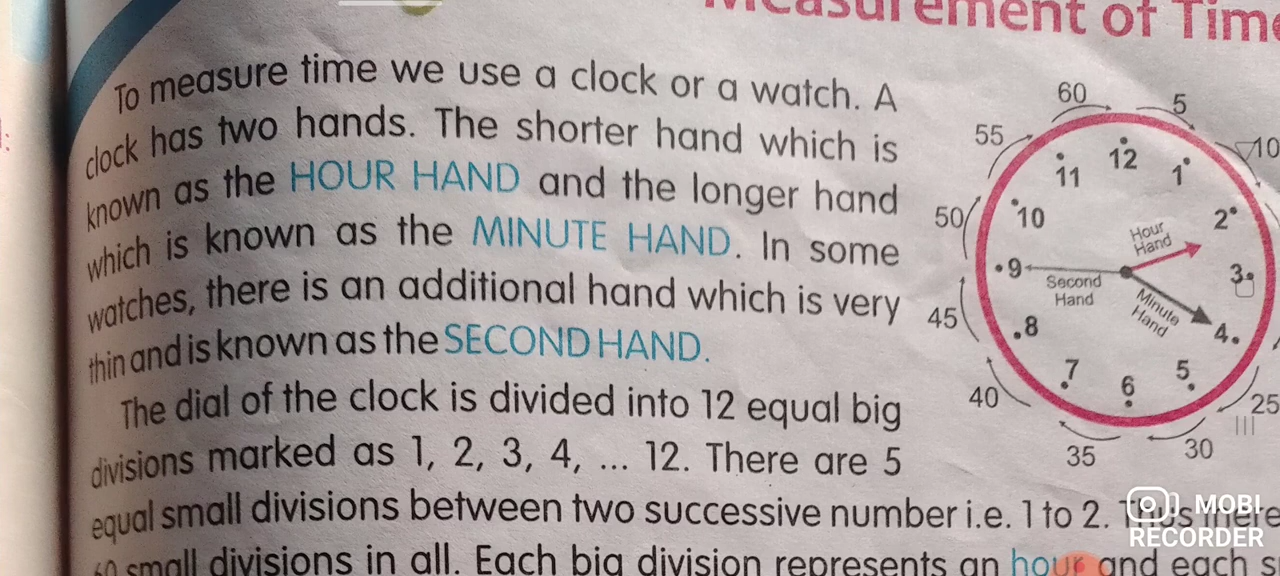 Measurement of Time
To measure time we use a clock or a watch. A
clock has two hands. The shorter hand which is
known as the HOUR HAND and the longer hand
which is known as the MINUTE HAND. In some
watches, there is an additional hand which is very
thin and is known as the SECOND HAND.
The dial of the clock is divided into 12 equal big
divisions marked as 1, 2, 3, 4, ... 12. There are 5
equal small divisions between two successive number i.e. 1 to 2. Thus there
60 small divisions in all. Each big division represents an hour and each
60
5
10
25
30
35
40
45
50
55
12
1
2
3
4
5
6
7
8
9
10
11
Hour
Hand
Minute
Hand
Second
Hand
MOBI
RECORDER